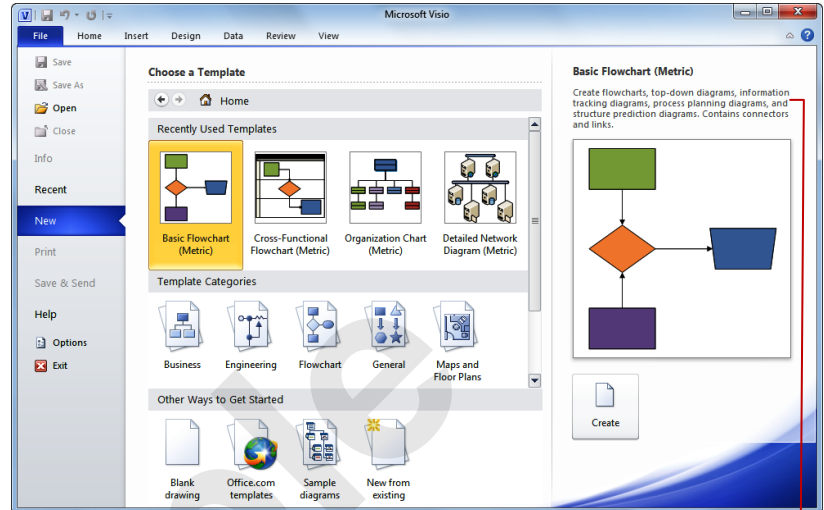 Microsoft Visio
File Home Insert Design Data Review View
Save
Save As
Open
Close
Info
Recent
New
Print
Save & Send
Help
Options
Exit
Choose a Template
Home
Recently Used Templates
Basic Flowchart (Metric)
Cross-Functional Flowchart (Metric)
Organization Chart (Metric)
Detailed Network Diagram (Metric)
Template Categories
Business
Engineering
Flowchart
General
Maps and Floor Plans
Other Ways to Get Started
Blank drawing
Office.com templates
Sample diagrams
New from existing
Basic Flowchart (Metric)
Create flowcharts, top-down diagrams, information
tracking diagrams, process planning diagrams, and
structure prediction diagrams. Contains connectors
and links.
Create